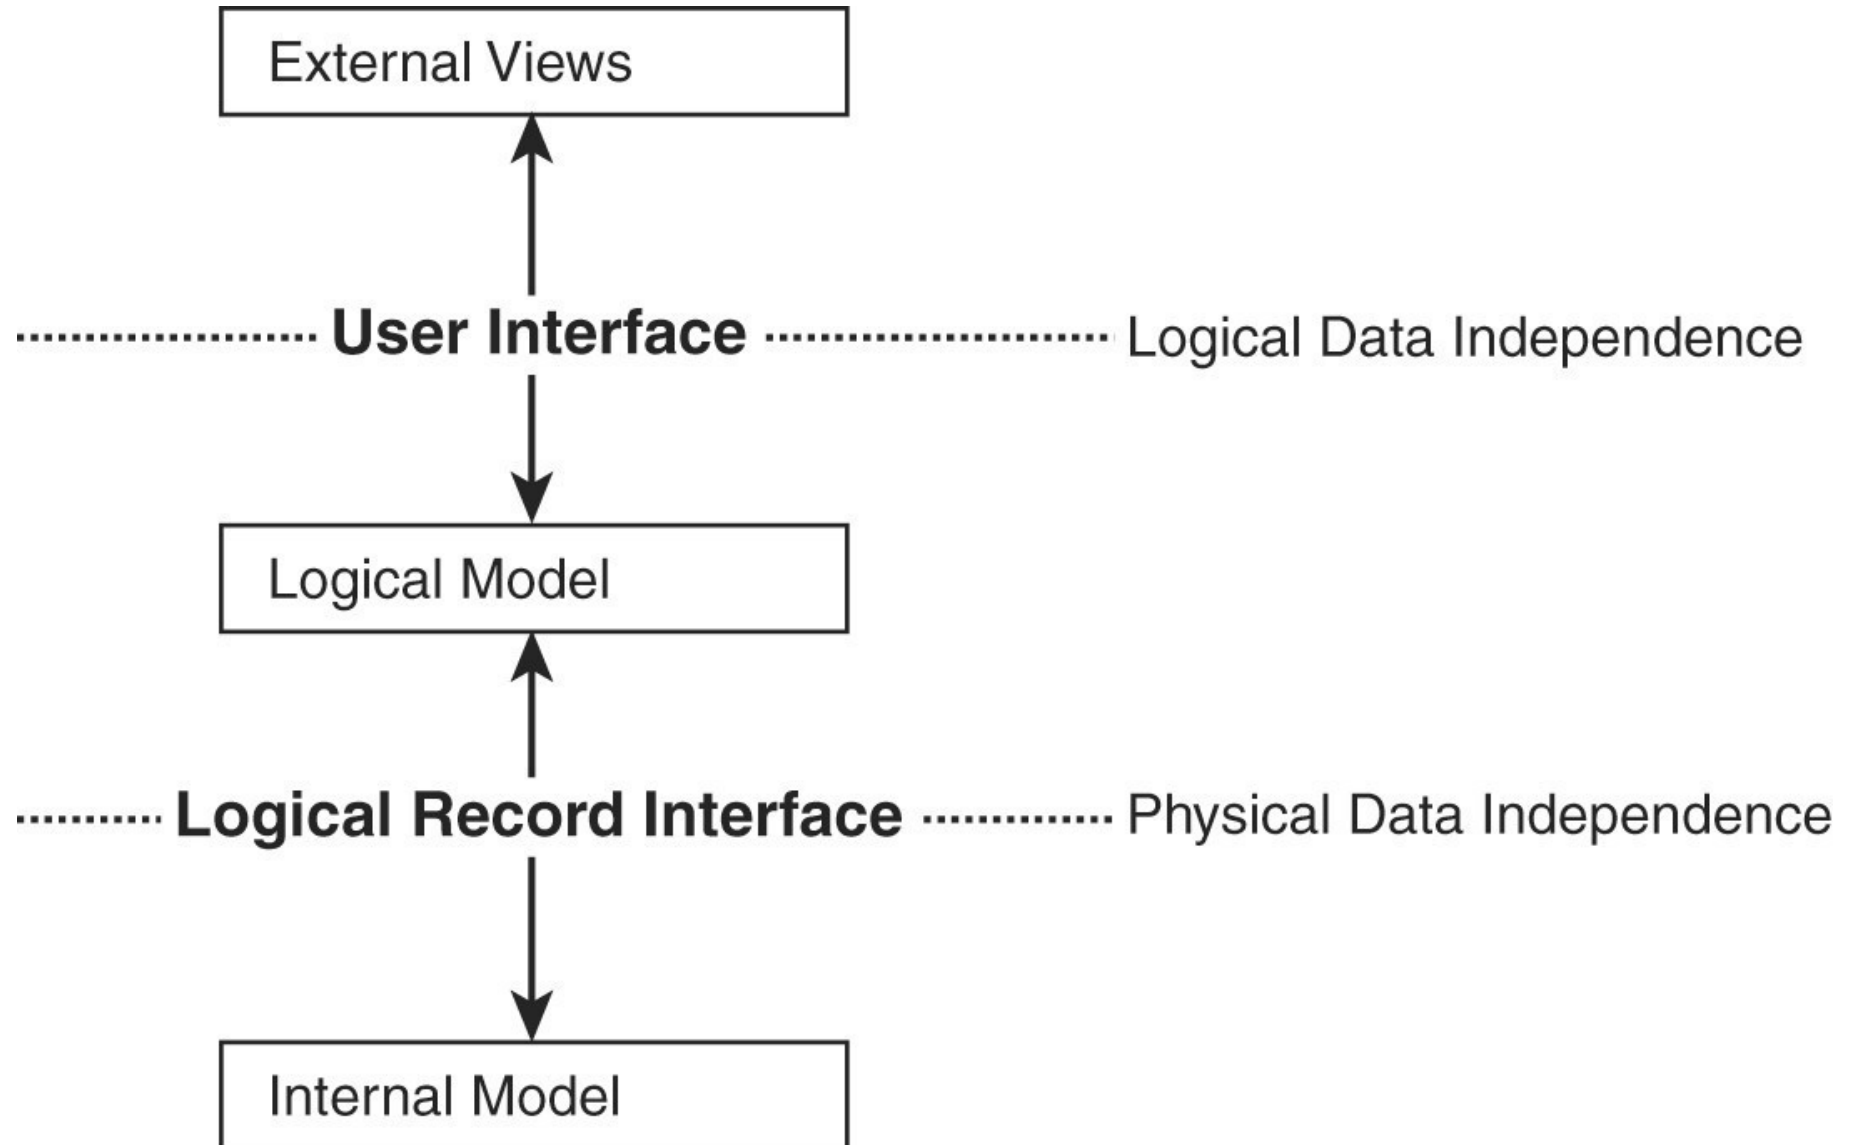 External Views
User Interface
Logical Data Independence
Logical Model
Logical Record Interface
Physical Data Independence
Internal Model